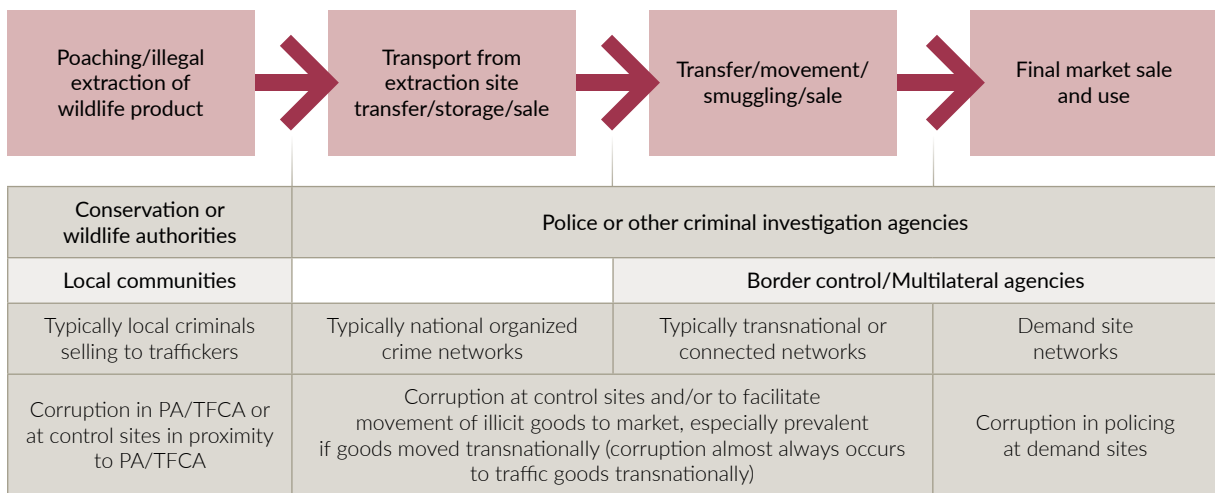 Poaching/illegal
extraction of
wildlife product
Transport from
extraction site
transfer/storage/sale
Transfer/movement/
smuggling/sale
Final market sale
and use
Conservation or
wildlife authorities
Police or other criminal investigation agencies
Local communities
Border control/Multilateral agencies
Typically local criminals
selling to traffickers
Typically national organized
crime networks
Typically transnational or
connected networks
Demand site
networks
Corruption in PA/TFCA or
at control sites in proximity
to PA/TFCA
Corruption at control sites and/or to facilitate
movement of illicit goods to market, especially prevalent
if goods moved transnationally (corruption almost always occurs
to traffic goods transnationally)
Corruption in policing
at demand sites